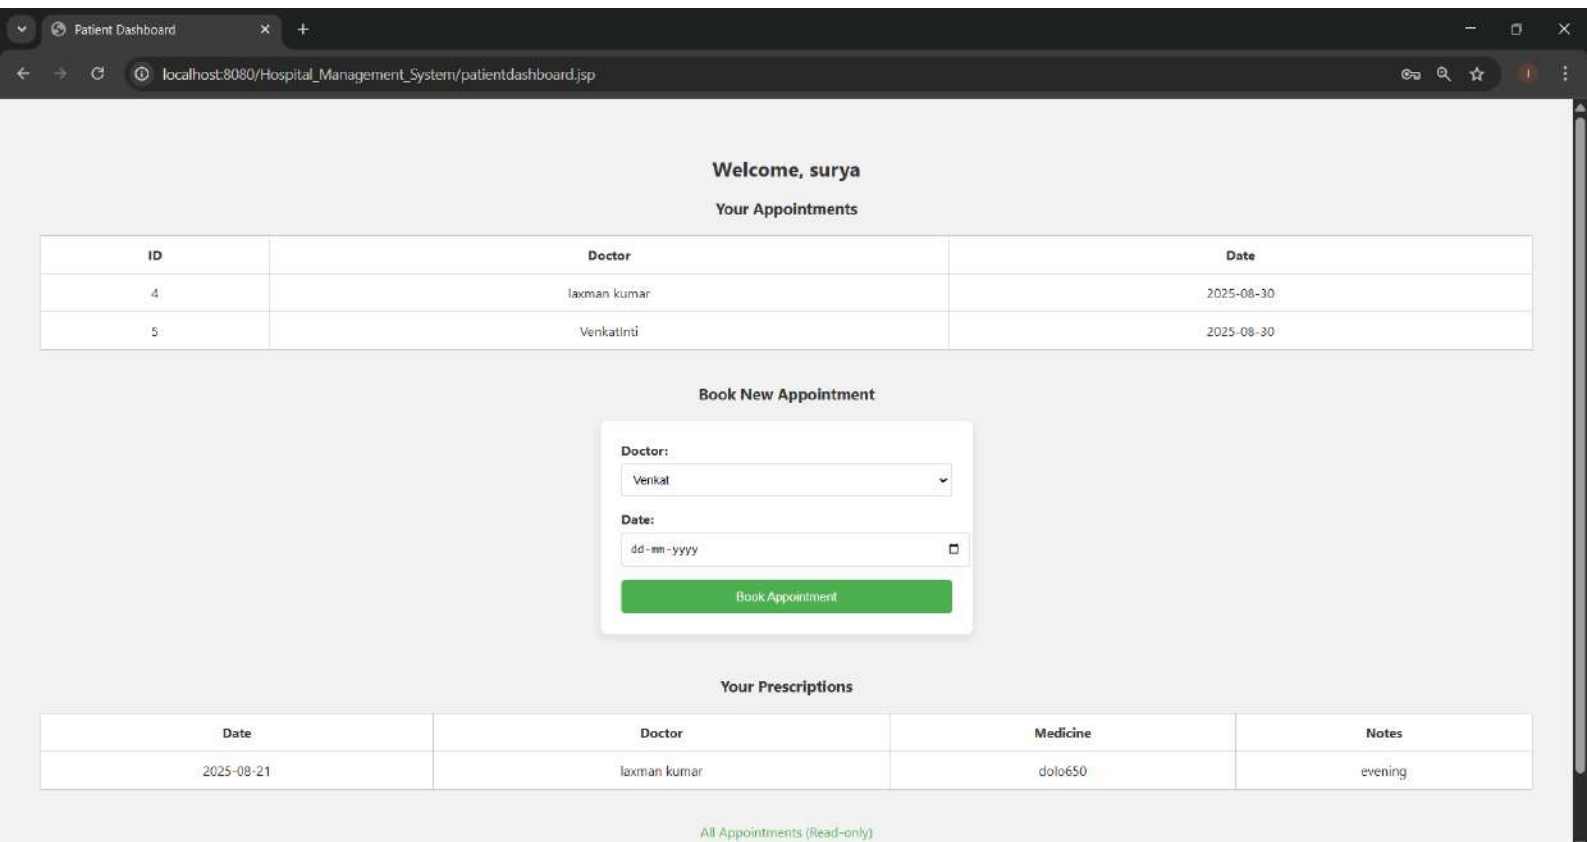 Patient Dashboard
localhost:8080/Hospital_Management_System/patientdashboard.jsp
I
Welcome, surya
Your Appointments
ID Doctor Date
4 laxman kumar 2025-08-30
5 VenkatInti 2025-08-30
Book New Appointment
Doctor:
Venkat
Date:
dd-mm-yyyy
Book Appointment
Your Prescriptions
Date Doctor Medicine Notes
2025-08-21 laxman kumar dolo650 evening
All Appointments (Read-only)